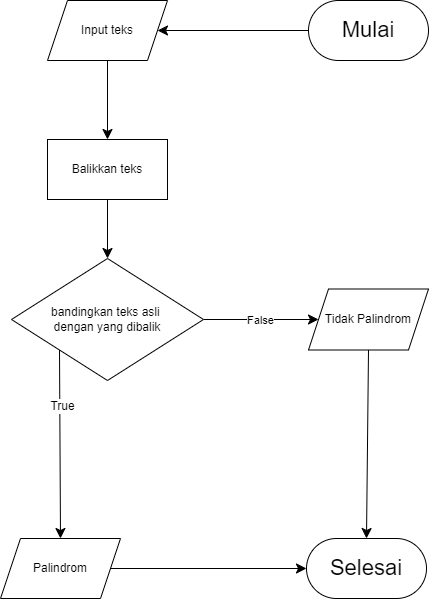 Mulai
Input teks
Balikkan teks
bandingkan teks asli
dengan yang dibalik
False
Tidak Palindrom
True
Palindrom
Selesai